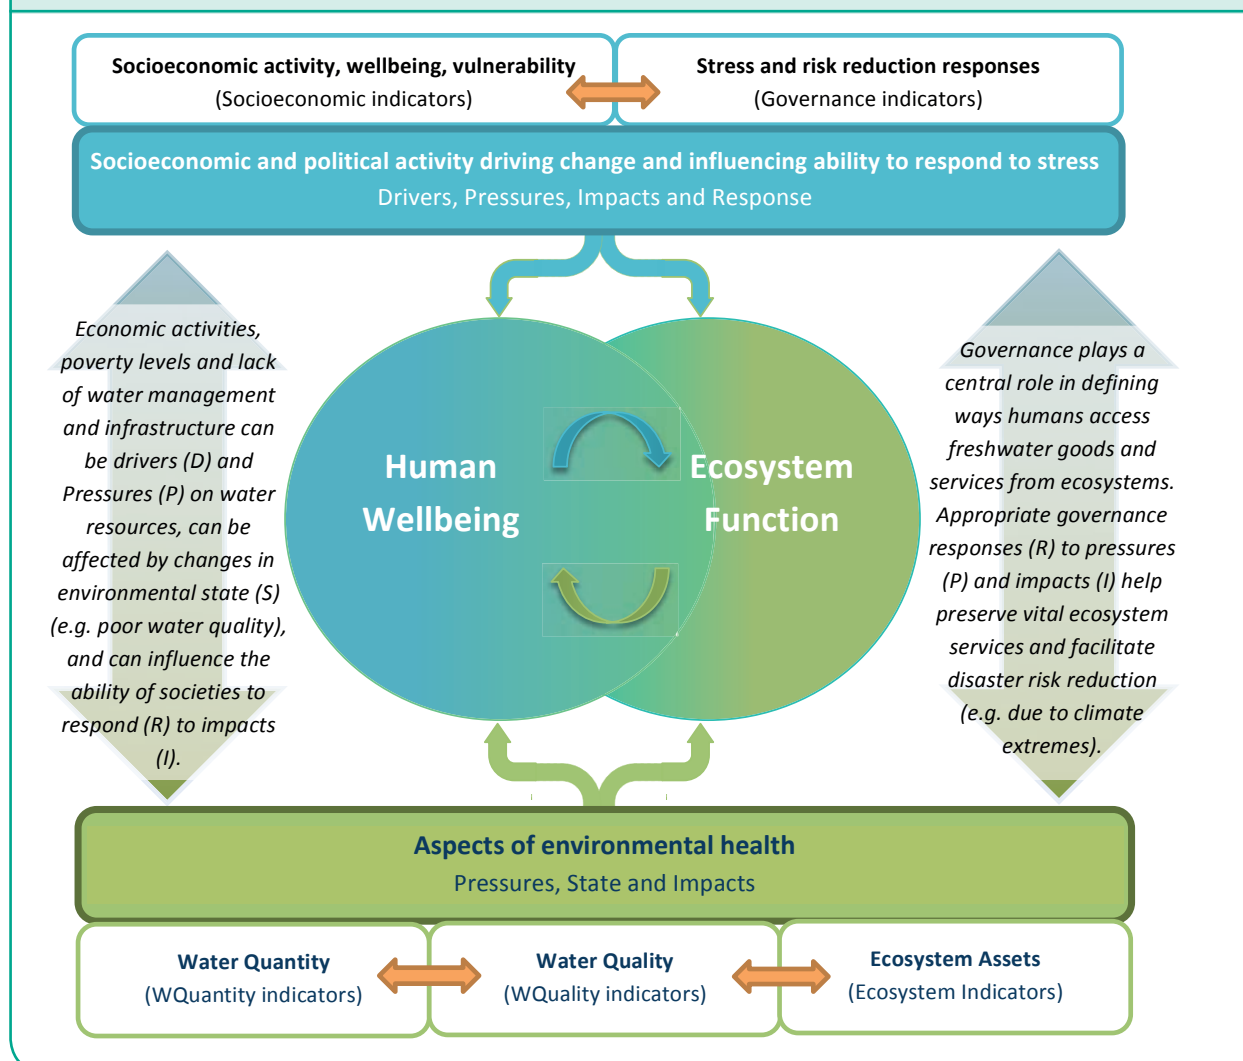 Socioeconomic activity, wellbeing, vulnerability
(Socioeconomic indicators)
Stress and risk reduction responses
(Governance indicators)
Socioeconomic and political activity driving change and influencing ability to respond to stress
Drivers, Pressures, Impacts and Response
Economic activities,
poverty levels and lack
of water management
and infrastructure can
be drivers (D) and
Pressures (P) on water
resources, can be
affected by changes in
environmental state (S)
(e.g. poor water quality),
and can influence the
ability of societies to
respond (R) to impacts
(I).
Human
Wellbeing
Ecosystem
Function
Governance plays a
central role in defining
ways humans access
freshwater goods and
services from ecosystems.
Appropriate governance
responses (R) to pressures
(P) and impacts (I) help
preserve vital ecosystem
services and facilitate
disaster risk reduction
(e.g. due to climate
extremes).
Aspects of environmental health
Pressures, State and Impacts
Water Quantity
(WQuantity indicators)
Water Quality
(WQuality indicators)
Ecosystem Assets
(Ecosystem Indicators)